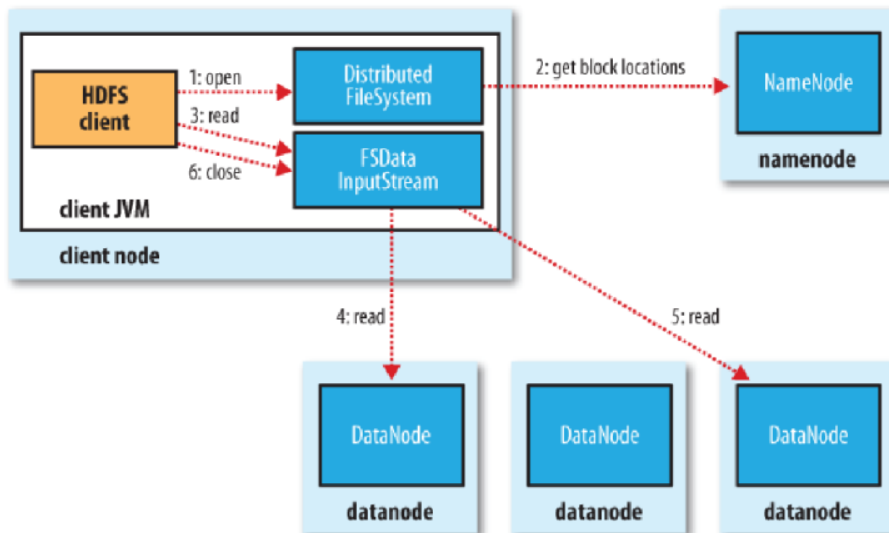 1: open
HDFS
client
3: read
6: close
Distributed
FileSystem
FSData
InputStream
client JVM
client node
2: get block locations
NameNode
namenode
4: read
5: read
DataNode
datanode
DataNode
datanode
DataNode
datanode